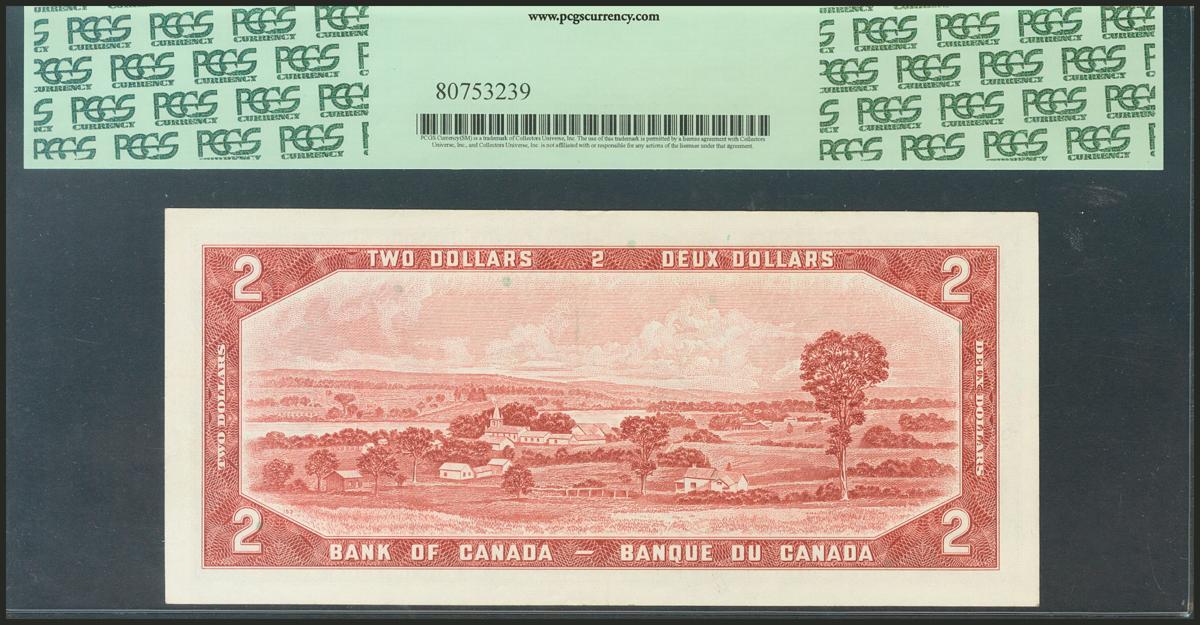 www.pcgscurrency.com
PCGS CURRENCY
80753239
PCGS Currency(SM) is a trademark of Collectors Universe, Inc. The use of this trademark is permitted by a license agreement with Collectors
Universe, Inc., and Collectors Universe, Inc. is not affiliated with or responsible for any actions of the licensee under that agreement.
TWO DOLLARS 2 DEUX DOLLARS
2 2
TWO DOLLARS
DEUX DOLLARS
2 2
BANK OF CANADA – BANQUE DU CANADA